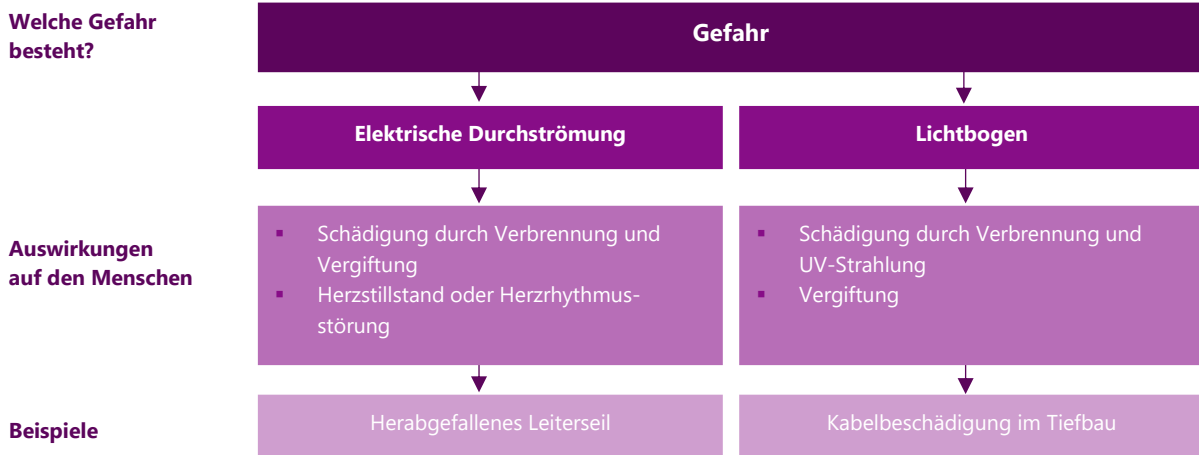 Welche Gefahr
besteht?
Gefahr
Elektrische Durchströmung
Lichtbogen
Auswirkungen
auf den Menschen
▪ Schädigung durch Verbrennung und
Vergiftung
▪ Herzstillstand oder Herzrhythmus-
störung
▪ Schädigung durch Verbrennung und
UV-Strahlung
▪ Vergiftung
Beispiele
Herabgefallenes Leiterseil
Kabelbeschädigung im Tiefbau